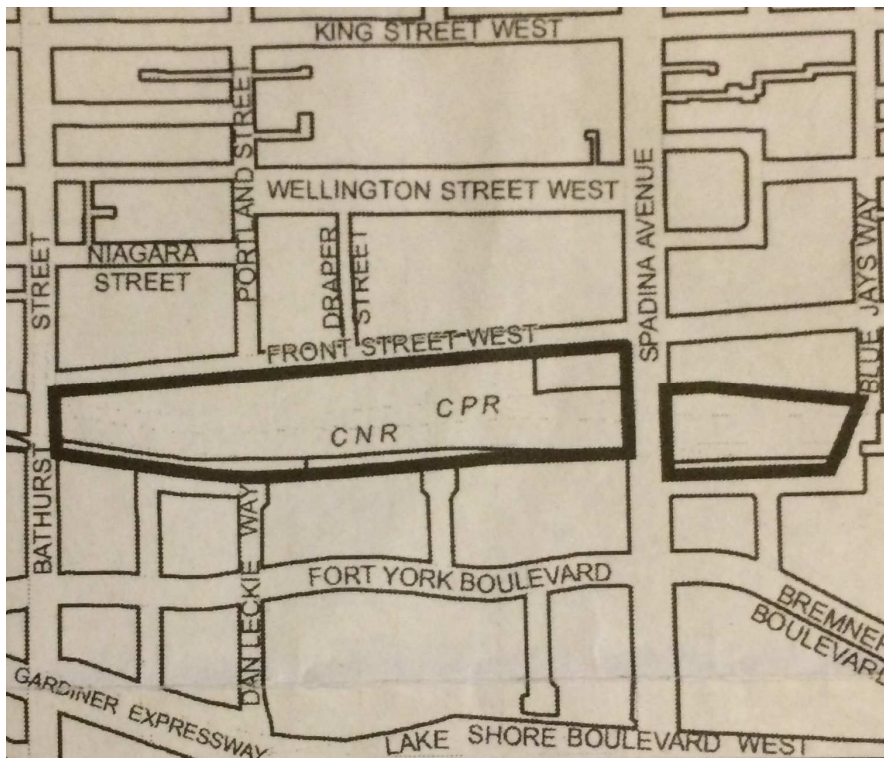 KING STREET WEST
PORTLAND STREET
WELLINGTON STREET WEST
SPADINA AVENUE
BLUE JAYS WAY
NIAGARA
STREET
DRAPER
STREET
FRONT STREET WEST
BATHURST STREET
CPR
CNR
DAN LECKIE WAY
FORT YORK BOULEVARD
BREMNER
BOULEVARD
GARDINER EXPRESSWAY
LAKE SHORE BOULEVARD WEST